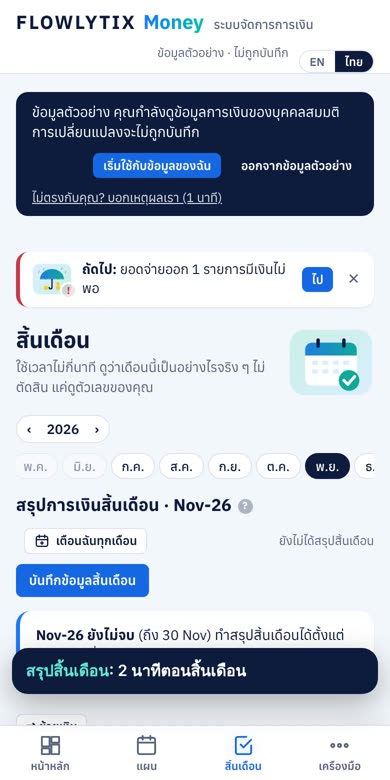 FLOWLYTIX Money ระบบจัดการการเงิน
ข้อมูลตัวอย่าง · ไม่ถูกบันทึก
EN ไทย
ข้อมูลตัวอย่าง คุณกำลังดูข้อมูลการเงินของบุคคลสมมติ
การเปลี่ยนแปลงจะไม่ถูกบันทึก
เริ่มใช้กับข้อมูลของฉัน ออกจากข้อมูลตัวอย่าง
ไม่ตรงกับคุณ? บอกเหตุผลเรา (1 นาที)
ถัดไป: ยอดจ่ายออก 1 รายการมีเงินไม่
พอ
ไป ✕
สิ้นเดือน
ใช้เวลาไม่กี่นาที ดูว่าเดือนนี้เป็นอย่างไรจริง ๆ ไม่
ตัดสิน แค่ดูตัวเลขของคุณ
‹ 2026 ›
พ.ค. มิ.ย. ก.ค. ส.ค. ก.ย. ต.ค. พ.ย.
สรุปการเงินสิ้นเดือน · Nov-26 ?
เตือนฉันทุกเดือน ยังไม่ได้สรุปสิ้นเดือน
บันทึกข้อมูลสิ้นเดือน
Nov-26 ยังไม่จบ (ถึง 30 Nov) ทำสรุปสิ้นเดือนได้ตั้งแต่
สรุปสิ้นเดือน: 2 นาทีตอนสิ้นเดือน
หน้าหลัก แผน สิ้นเดือน เครื่องมือ